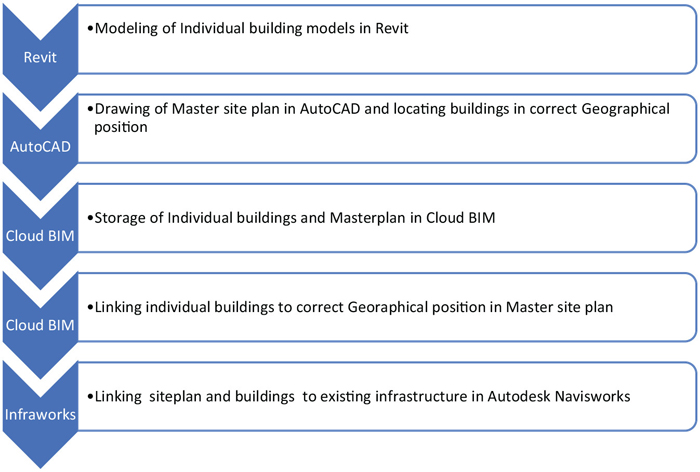 Revit
•Modeling of Individual building models in Revit
AutoCAD
•Drawing of Master site plan in AutoCAD and locating buildings in correct Geographical
position
Cloud BIM
•Storage of Individual buildings and Masterplan in Cloud BIM
Cloud BIM
•Linking individual buildings to correct Georaphical position in Master site plan
Infraworks
•Linking siteplan and buildings to existing infrastructure in Autodesk Navisworks